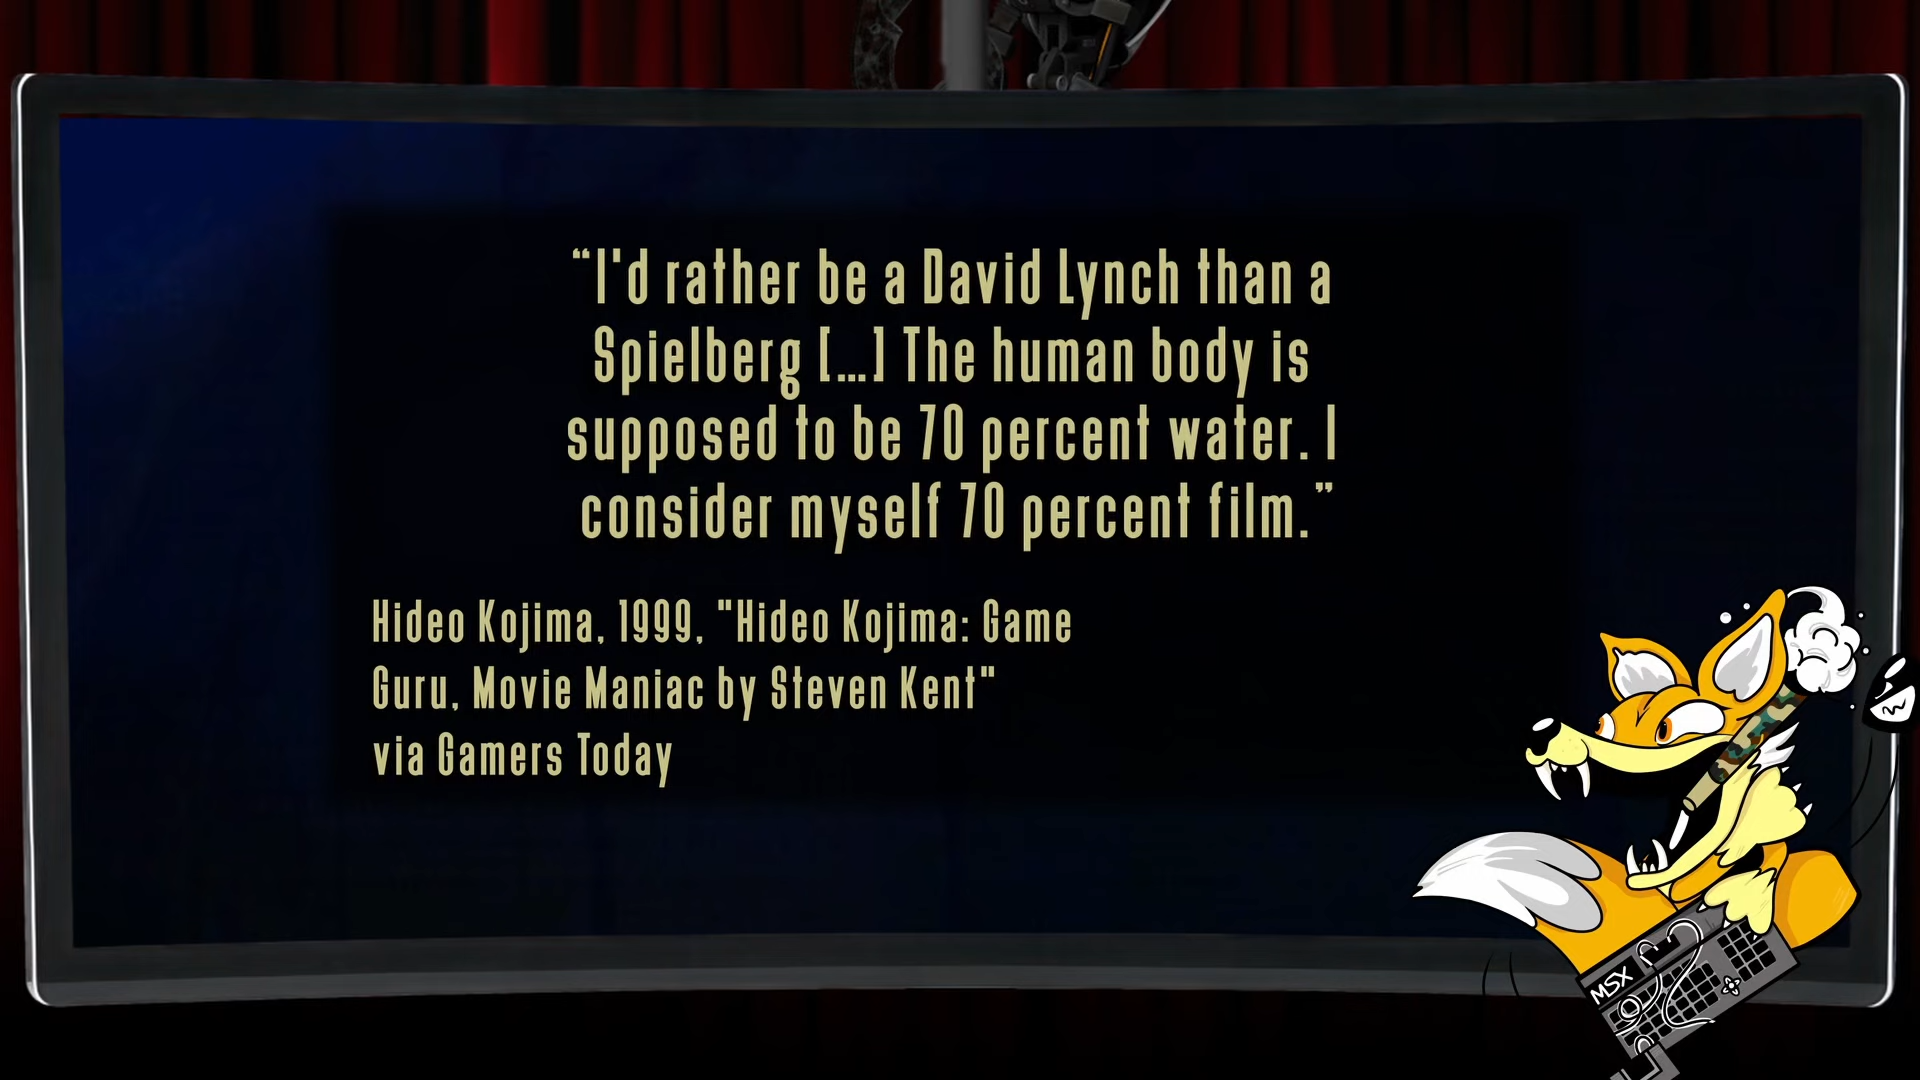 “I'd rather be a David Lynch than a
Spielberg [...] The human body is
supposed to be 70 percent water. I
consider myself 70 percent film.”
Hideo Kojima, 1999, "Hideo Kojima: Game
Guru, Movie Maniac by Steven Kent"
via Gamers Today
MSX